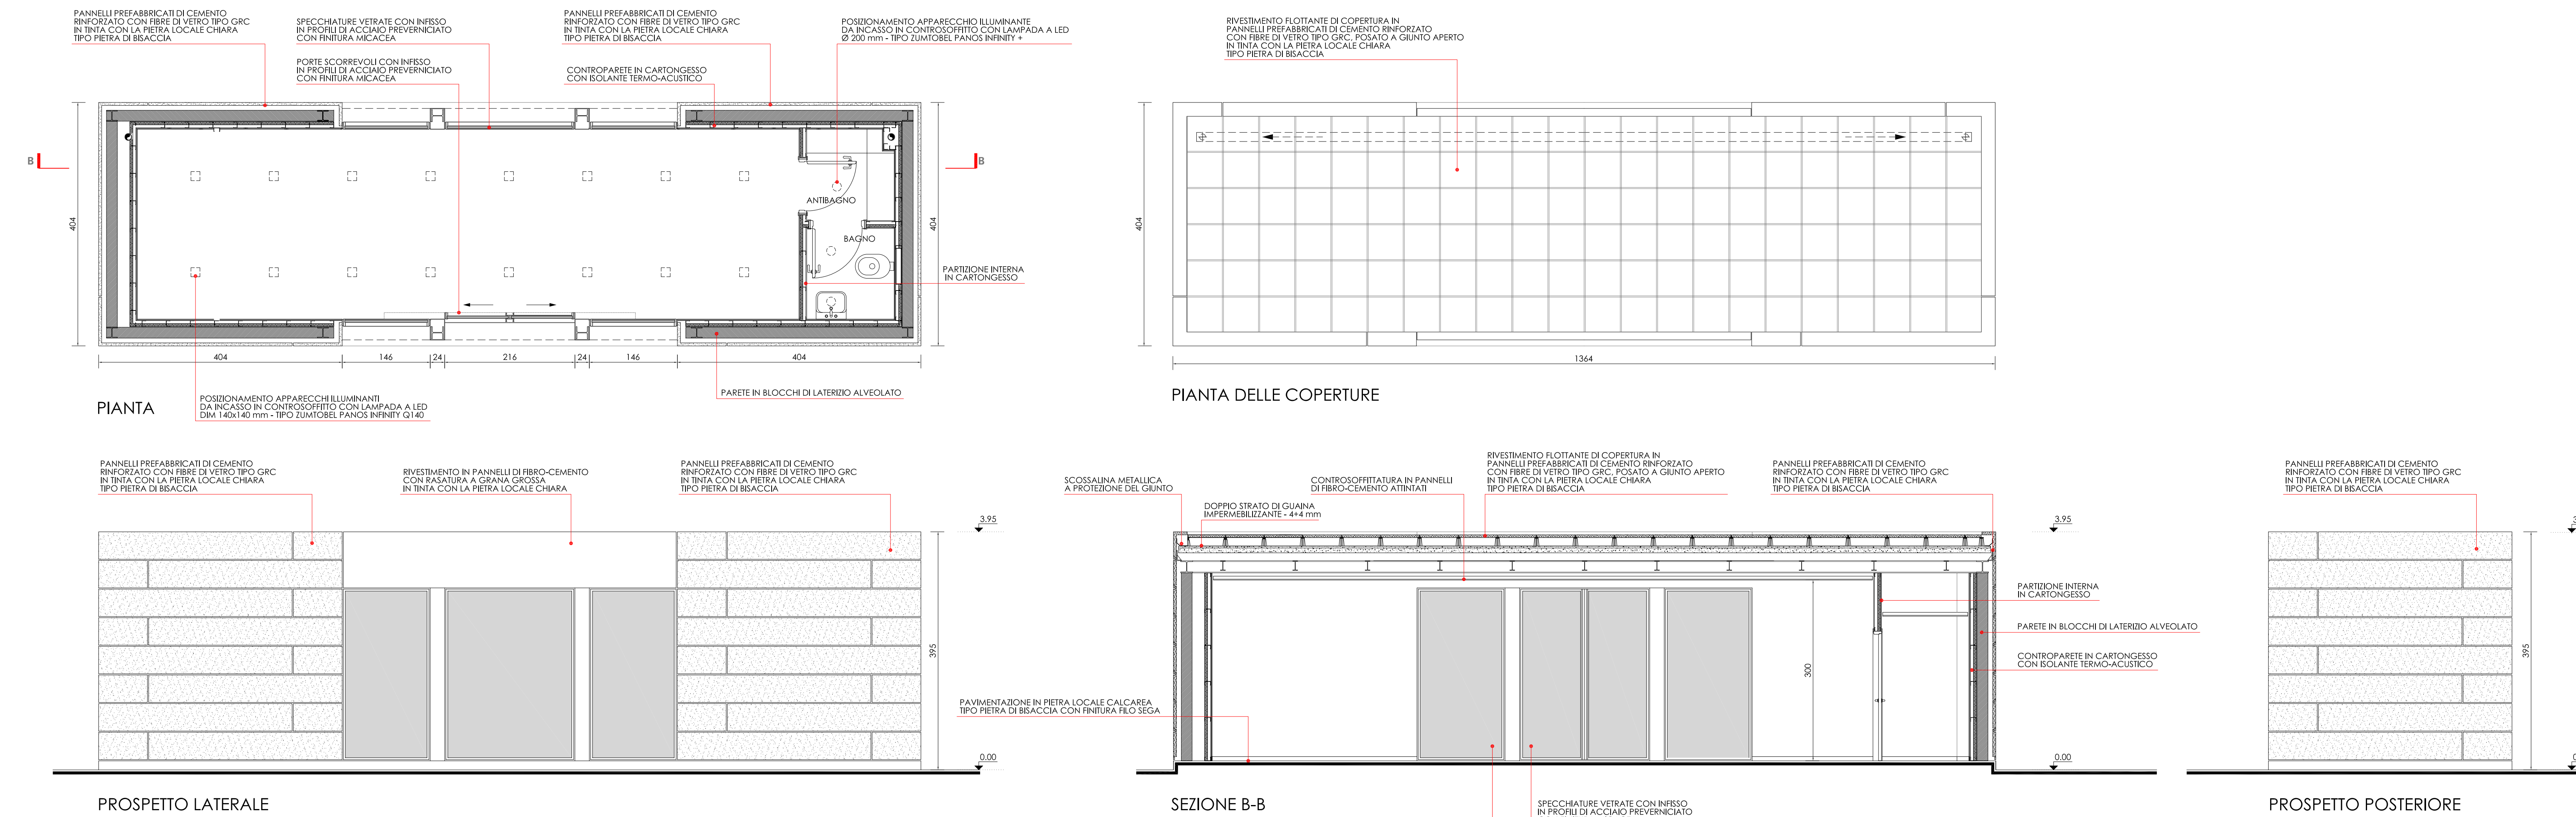 PANNELLI PREFABBRICATI DI CEMENTO
RINFORZATO CON FIBRE DI VETRO TIPO GRC
IN TINTA CON LA PIETRA LOCALE CHIARA
TIPO PIETRA DI BISACCIA
SPECCHIATURE VETRATE CON INFISSO
IN PROFILI DI ACCIAIO PREVERNICIATO
CON FINITURA MICACEA
PORTE SCORREVOLI CON INFISSO
IN PROFILI DI ACCIAIO PREVERNICIATO
CON FINITURA MICACEA
PANNELLI PREFABBRICATI DI CEMENTO
RINFORZATO CON FIBRE DI VETRO TIPO GRC
IN TINTA CON LA PIETRA LOCALE CHIARA
TIPO PIETRA DI BISACCIA
CONTROPARETE IN CARTONGESSO
CON ISOLANTE TERMO-ACUSTICO
POSIZIONAMENTO APPARECCHIO ILLUMINANTE
DA INCASSO IN CONTROSOFFITTO CON LAMPADA A LED
Ø 200 mm - TIPO ZUMTOBEL PANOS INFINITY +
B
B
404
404
ANTIBAGNO
BAGNO
PARTIZIONE INTERNA
IN CARTONGESSO
404
146
24
216
24
146
404
PARETE IN BLOCCHI DI LATERIZIO ALVEOLATO
POSIZIONAMENTO APPARECCHI ILLUMINANTI
DA INCASSO IN CONTROSOFFITTO CON LAMPADA A LED
DIM 140x140 mm - TIPO ZUMTOBEL PANOS INFINITY Q140
PIANTA
RIVESTIMENTO FLOTTANTE DI COPERTURA IN
PANNELLI PREFABBRICATI DI CEMENTO RINFORZATO
CON FIBRE DI VETRO TIPO GRC, POSATO A GIUNTO APERTO
IN TINTA CON LA PIETRA LOCALE CHIARA
TIPO PIETRA DI BISACCIA
404
1364
PIANTA DELLE COPERTURE
PANNELLI PREFABBRICATI DI CEMENTO
RINFORZATO CON FIBRE DI VETRO TIPO GRC
IN TINTA CON LA PIETRA LOCALE CHIARA
TIPO PIETRA DI BISACCIA
RIVESTIMENTO IN PANNELLI DI FIBRO-CEMENTO
CON RASATURA A GRANA GROSSA
IN TINTA CON LA PIETRA LOCALE CHIARA
PANNELLI PREFABBRICATI DI CEMENTO
RINFORZATO CON FIBRE DI VETRO TIPO GRC
IN TINTA CON LA PIETRA LOCALE CHIARA
TIPO PIETRA DI BISACCIA
3.95
395
0.00
PROSPETTO LATERALE
SCOSSALINA METALLICA
A PROTEZIONE DEL GIUNTO
DOPPIO STRATO DI GUAINA
IMPERMEBILIZZANTE - 4+4 mm
CONTROSOFFITTATURA IN PANNELLI
DI FIBRO-CEMENTO ATTINTATI
RIVESTIMENTO FLOTTANTE DI COPERTURA IN
PANNELLI PREFABBRICATI DI CEMENTO RINFORZATO
CON FIBRE DI VETRO TIPO GRC, POSATO A GIUNTO APERTO
IN TINTA CON LA PIETRA LOCALE CHIARA
TIPO PIETRA DI BISACCIA
PANNELLI PREFABBRICATI DI CEMENTO
RINFORZATO CON FIBRE DI VETRO TIPO GRC
IN TINTA CON LA PIETRA LOCALE CHIARA
TIPO PIETRA DI BISACCIA
3.95
PARTIZIONE INTERNA
IN CARTONGESSO
PARETE IN BLOCCHI DI LATERIZIO ALVEOLATO
CONTROPARETE IN CARTONGESSO
CON ISOLANTE TERMO-ACUSTICO
300
PAVIMENTAZIONE IN PIETRA LOCALE CALCAREA
TIPO PIETRA DI BISACCIA CON FINITURA FILO SEGA
0.00
SEZIONE B-B
SPECCHIATURE VETRATE CON INFISSO
IN PROFILI DI ACCIAIO PREVERNICIATO
PANNELLI PREFABBRICATI DI CEMENTO
RINFORZATO CON FIBRE DI VETRO TIPO GRC
IN TINTA CON LA PIETRA LOCALE CHIARA
TIPO PIETRA DI BISACCIA
395
PROSPETTO POSTERIORE